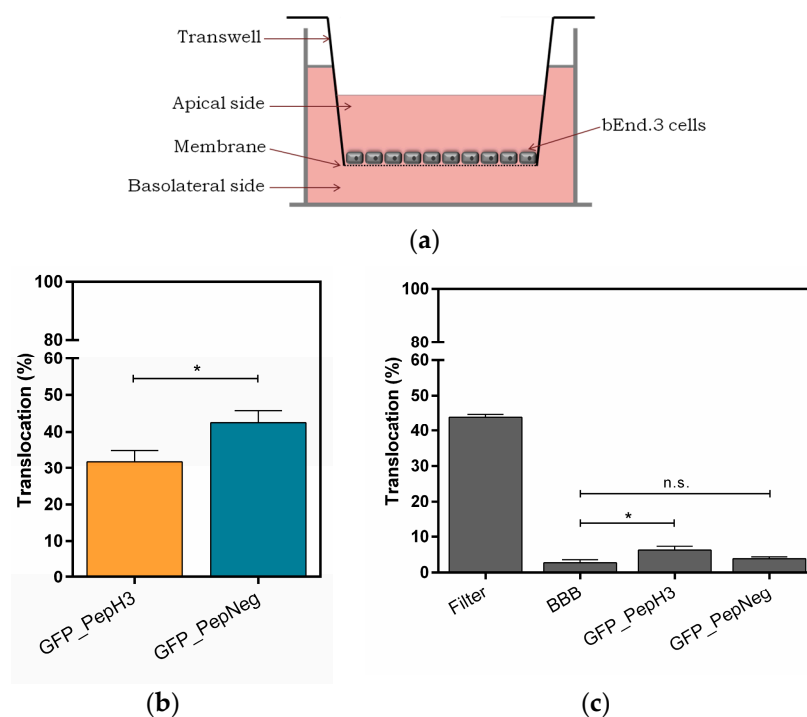 Transwell
Apical side
bEnd.3 cells
Membrane
Basolateral side
(a)
Translocation (%)
100
80
60
50
40
30
20
10
0
*
GFP_PepH3
GFP_PepNeg
(b)
Translocation (%)
100
80
60
50
40
30
20
10
0
n.s.
*
Filter
BBB
GFP_PepH3
GFP_PepNeg
(c)